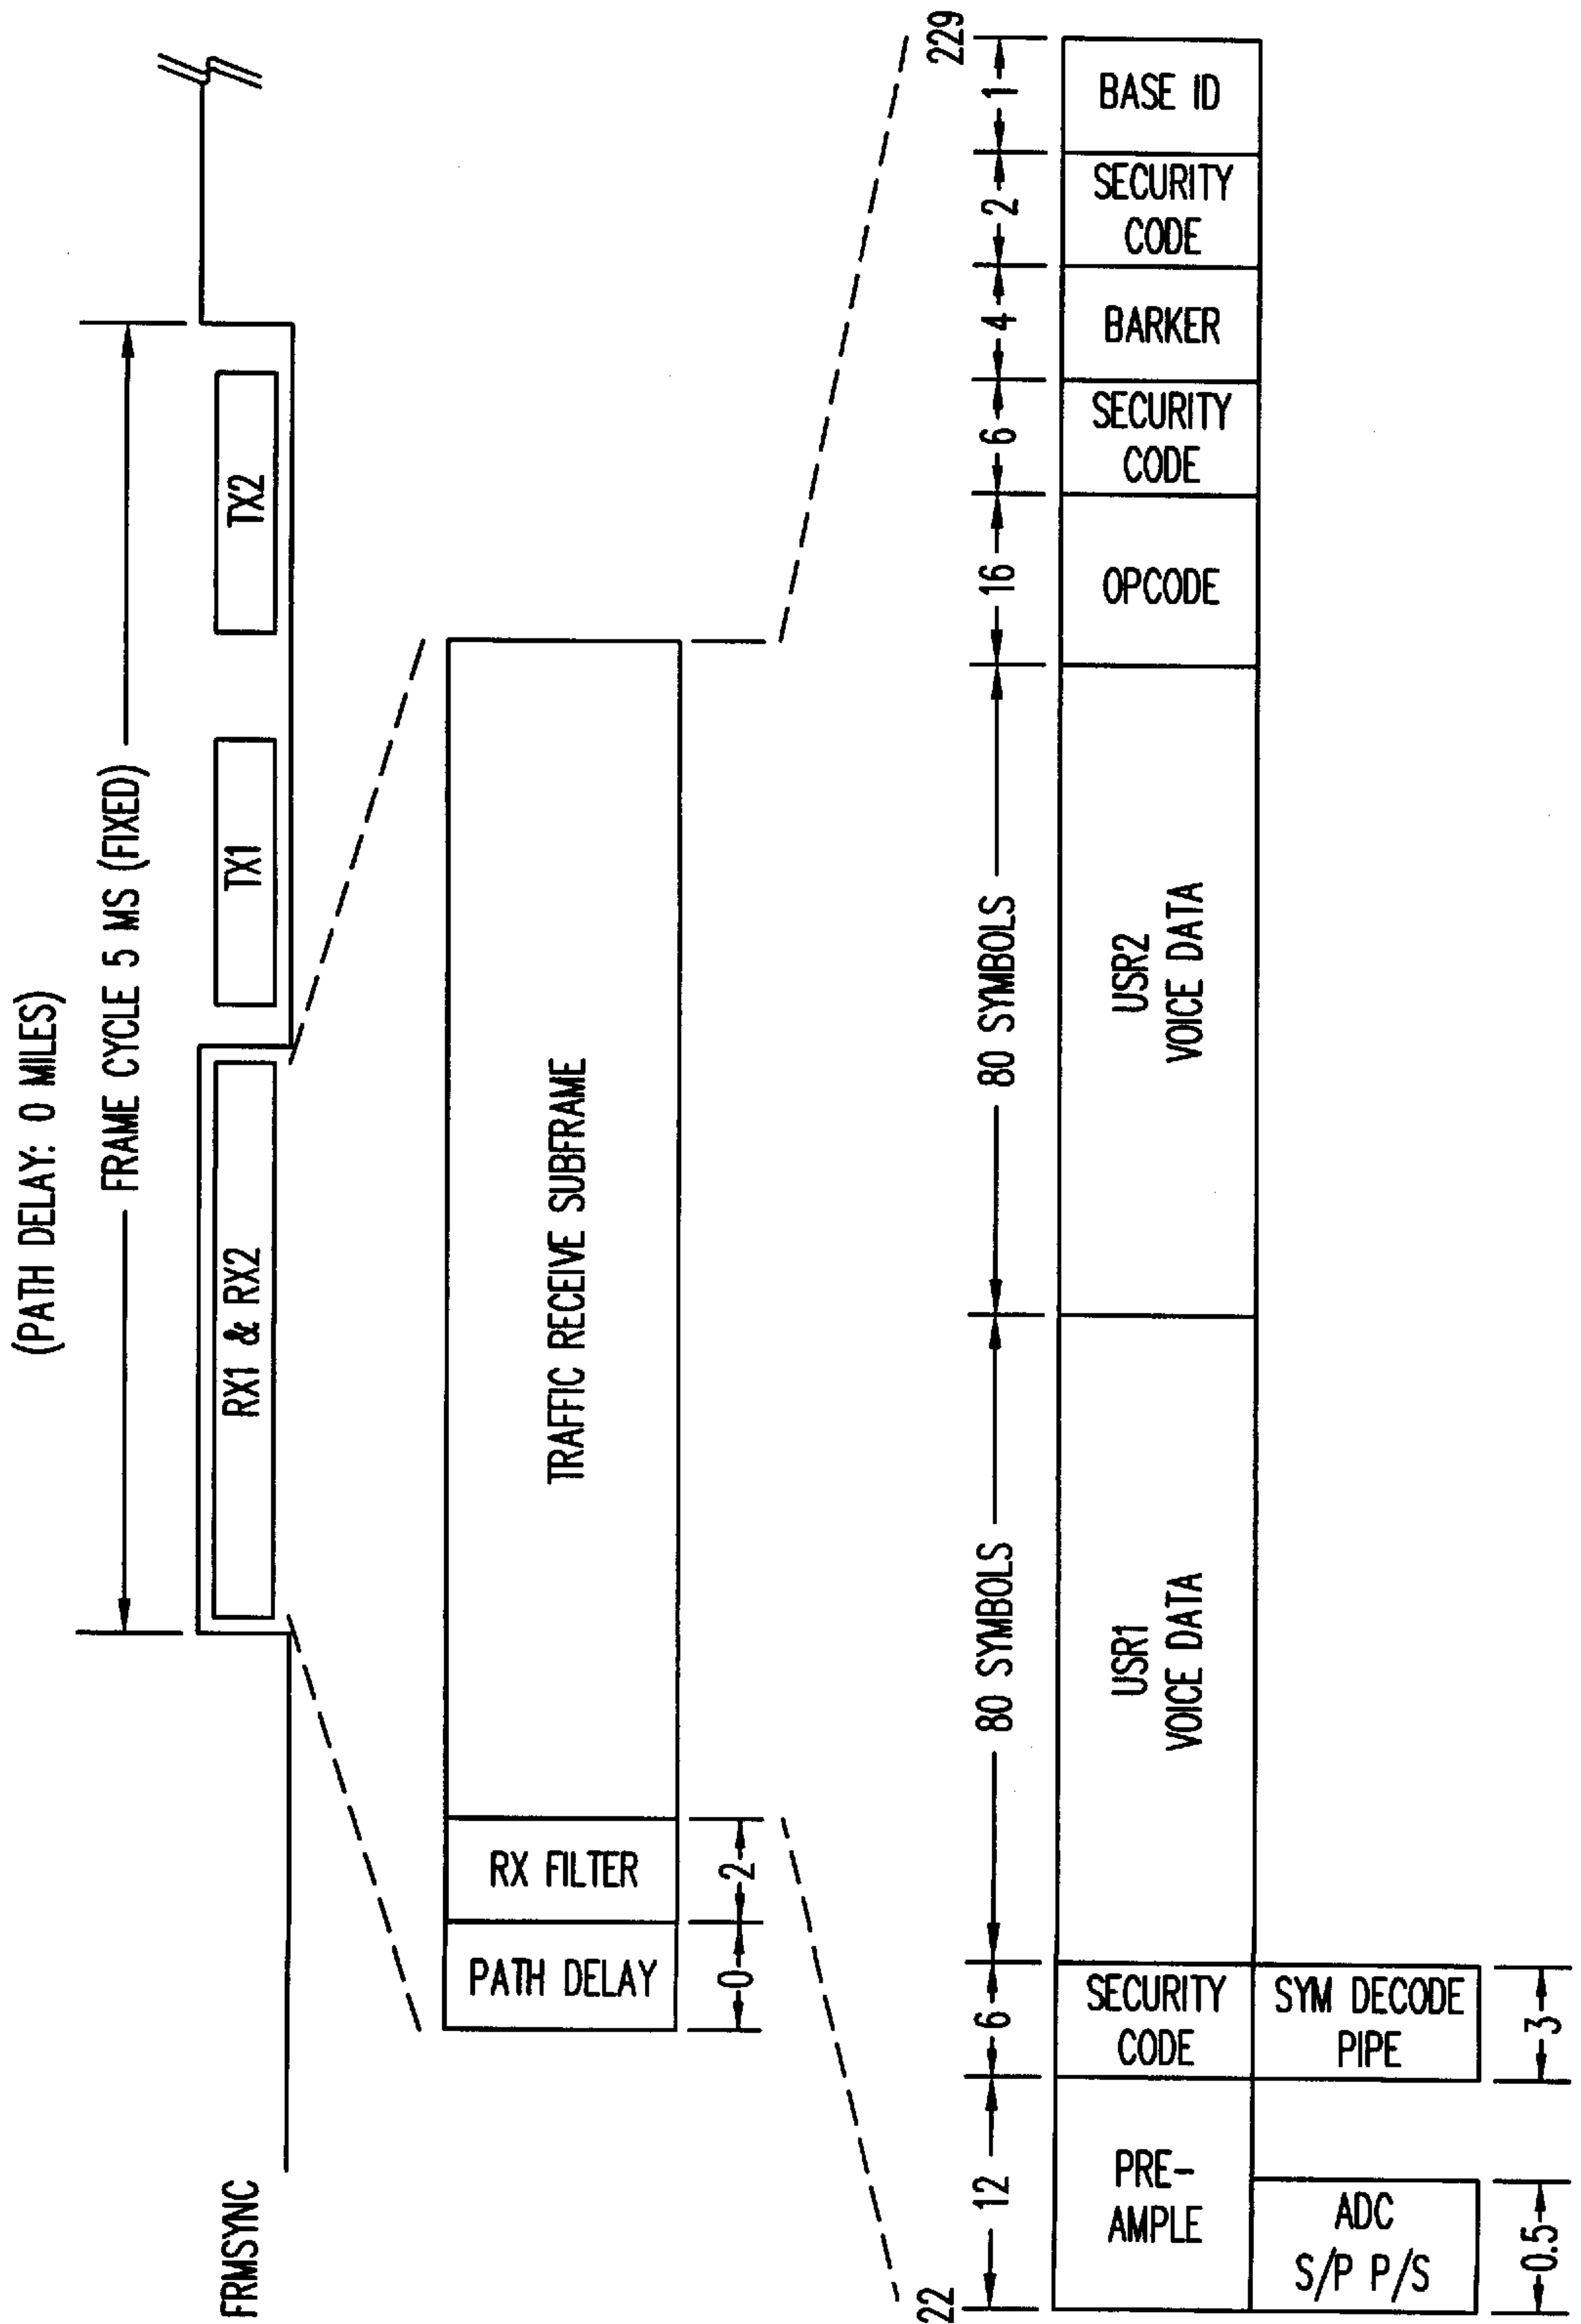 (PATH DELAY: 0 MILES)
FRAME CYCLE 5 MS (FIXED)
FRMSYNC
RX1 & RX2
TX1
TX2
PATH DELAY
RX FILTER
TRAFFIC RECEIVE SUBFRAME
0
2
22
12
6
80 SYMBOLS
80 SYMBOLS
16
6
4
2
1
229
PRE-
AMPLE
SECURITY
CODE
USR1
VOICE DATA
USR2
VOICE DATA
OPCODE
SECURITY
CODE
BARKER
SECURITY
CODE
BASE ID
ADC
S/P P/S
SYM DECODE
PIPE
0.5
3